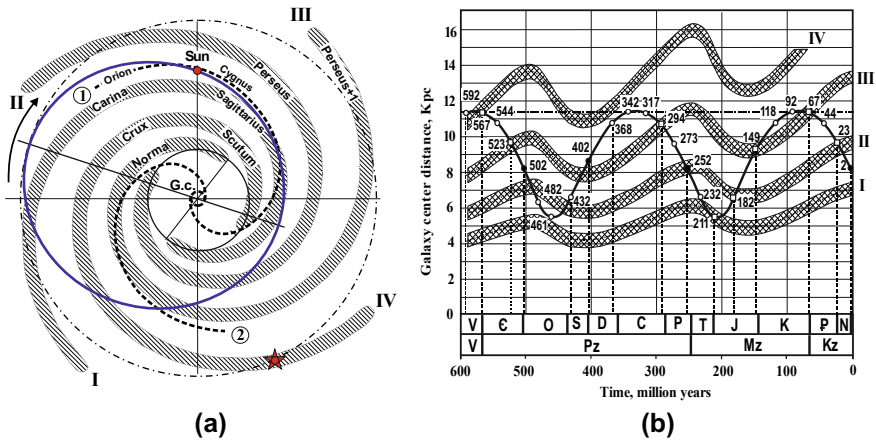 III
Sun
Perseus
Perseus+1
Orion
Cygnus
1
II
Carina
Sagittarius
Crux
Scutum
Norma
G.c.
IV
2
I
(a)
Galaxy center distance, Kpc
16
14
12
10
8
6
4
2
0
IV
III
II
I
592
567
544
523
502
482
461
432
402
368
342 317
294
273
252
232
211
182
149
118
92
67
44
23
2
V Є O S D C P T J K ₽ N
V Pz Mz Kz
600 500 400 300 200 100 0
Time, million years
(b)